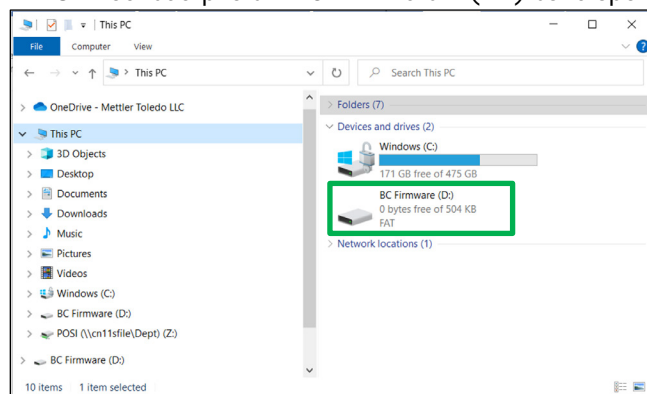 This PC
File Computer View
This PC
Search This PC
OneDrive - Mettler Toledo LLC
This PC
3D Objects
Desktop
Documents
Downloads
Music
Pictures
Videos
Windows (C:)
BC Firmware (D:)
POSI (\\cn11sfile\Dept) (Z:)
BC Firmware (D:)
Folders (7)
Devices and drives (2)
Windows (C:)
171 GB free of 475 GB
BC Firmware (D:)
0 bytes free of 504 KB
FAT
Network locations (1)
10 items 1 item selected